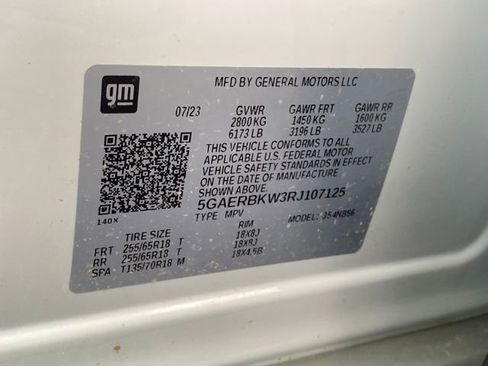 gm
MFD BY GENERAL MOTORS LLC
07/23 GVWR GAWR FRT GAWR RR
2800 KG 1450 KG 1600 KG
6173 LB 3196 LB 3527 LB
THIS VEHICLE CONFORMS TO ALL
APPLICABLE U.S. FEDERAL MOTOR
VEHICLE SAFETY STANDARDS IN EFFECT
ON THE DATE OF MANUFACTURE
SHOWN ABOVE.
5GAERBKW3RJ107125
140X TYPE: MPV MODEL: 354NB56
TIRE SIZE RIM
FRT 255/65R18 T 18X8J
RR 255/65R18 T 18X8J
SPA T135/70R18 M 18X4.5B